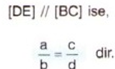 [DE] // [BC] ise,
a/b = c/d dir.